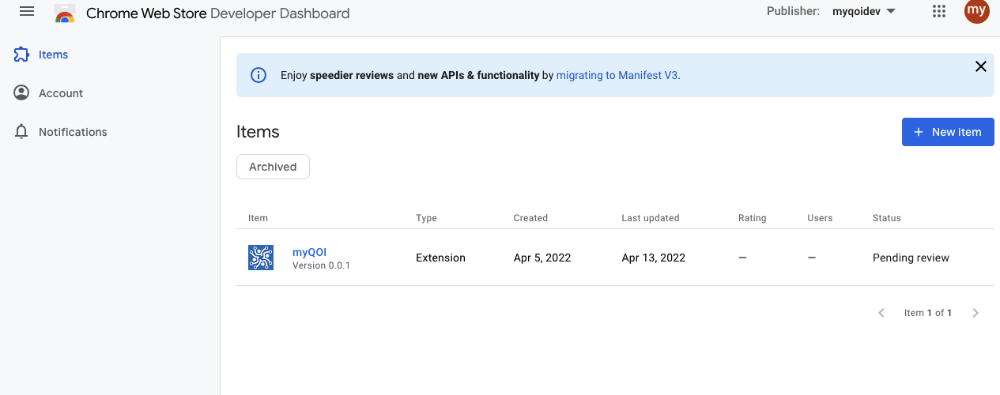 Chrome Web Store Developer Dashboard
Publisher: myqoidev
my
Items
Account
Notifications
Enjoy speedier reviews and new APIs & functionality by migrating to Manifest V3.
Items
+ New item
Archived
Item Type Created Last updated Rating Users Status
myQOI
Version 0.0.1
Extension Apr 5, 2022 Apr 13, 2022 – – Pending review
Item 1 of 1